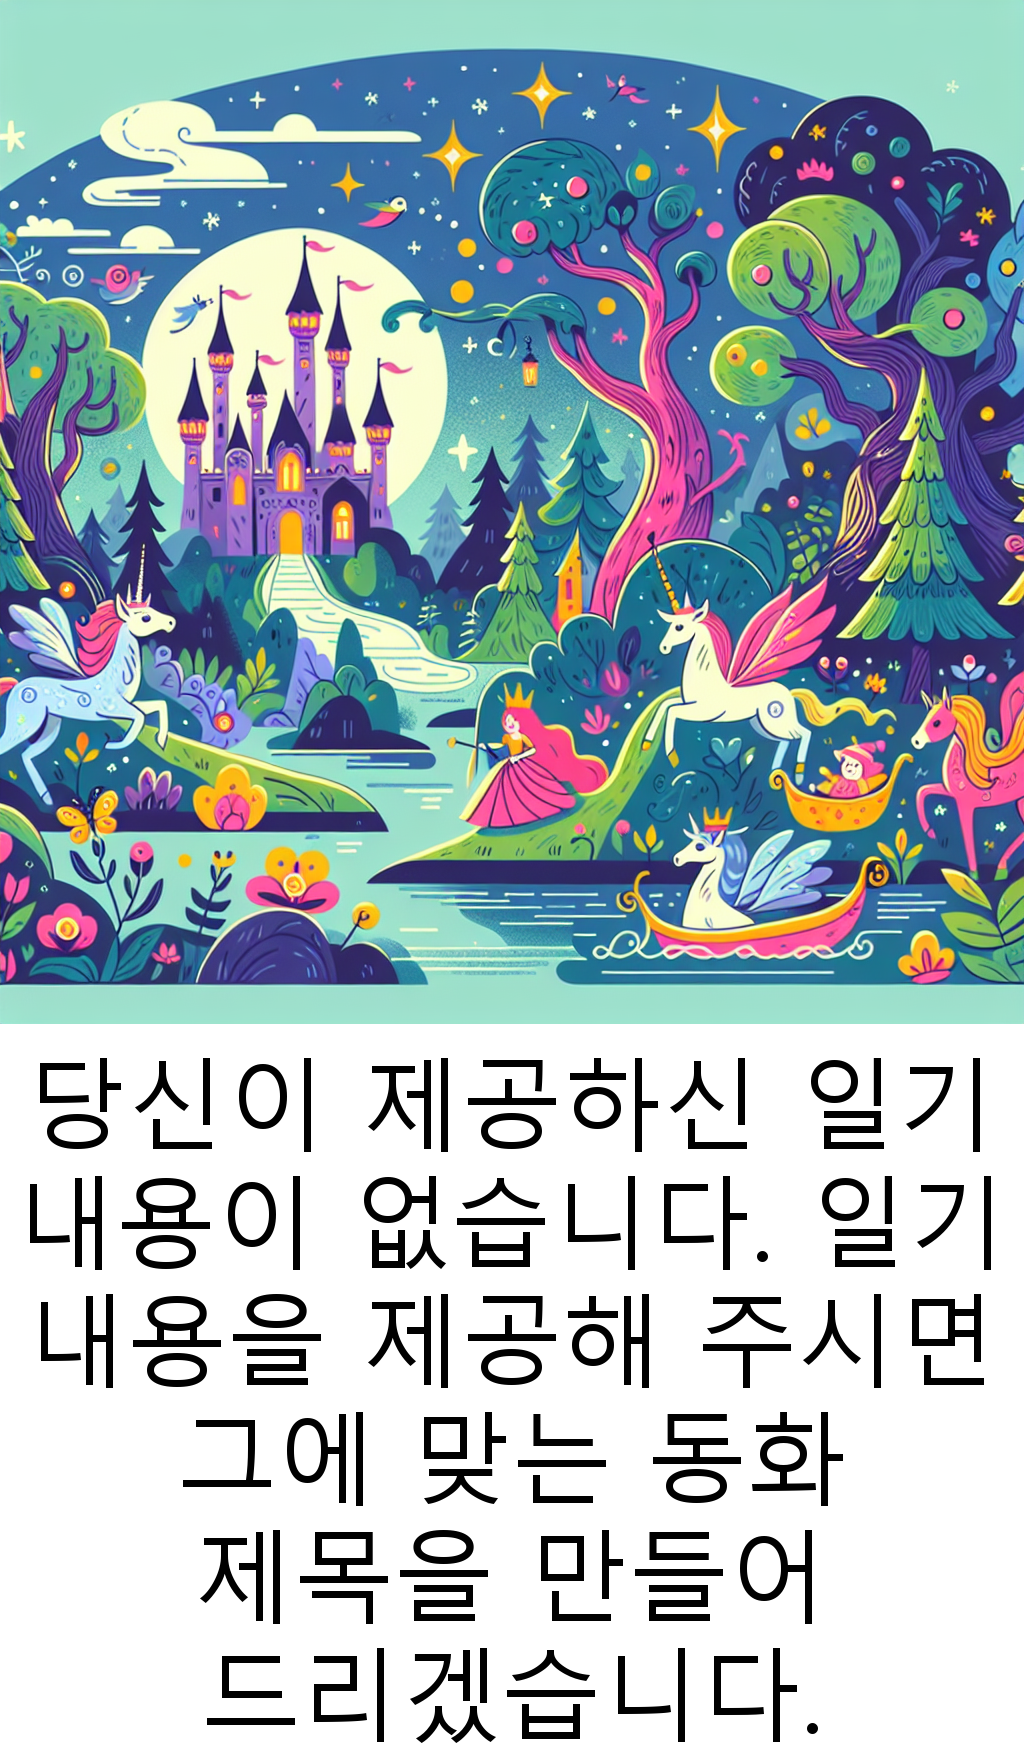 당신이 제공하신 일기
내용이 없습니다. 일기
내용을 제공해 주시면
그에 맞는 동화
제목을 만들어
드리겠습니다.